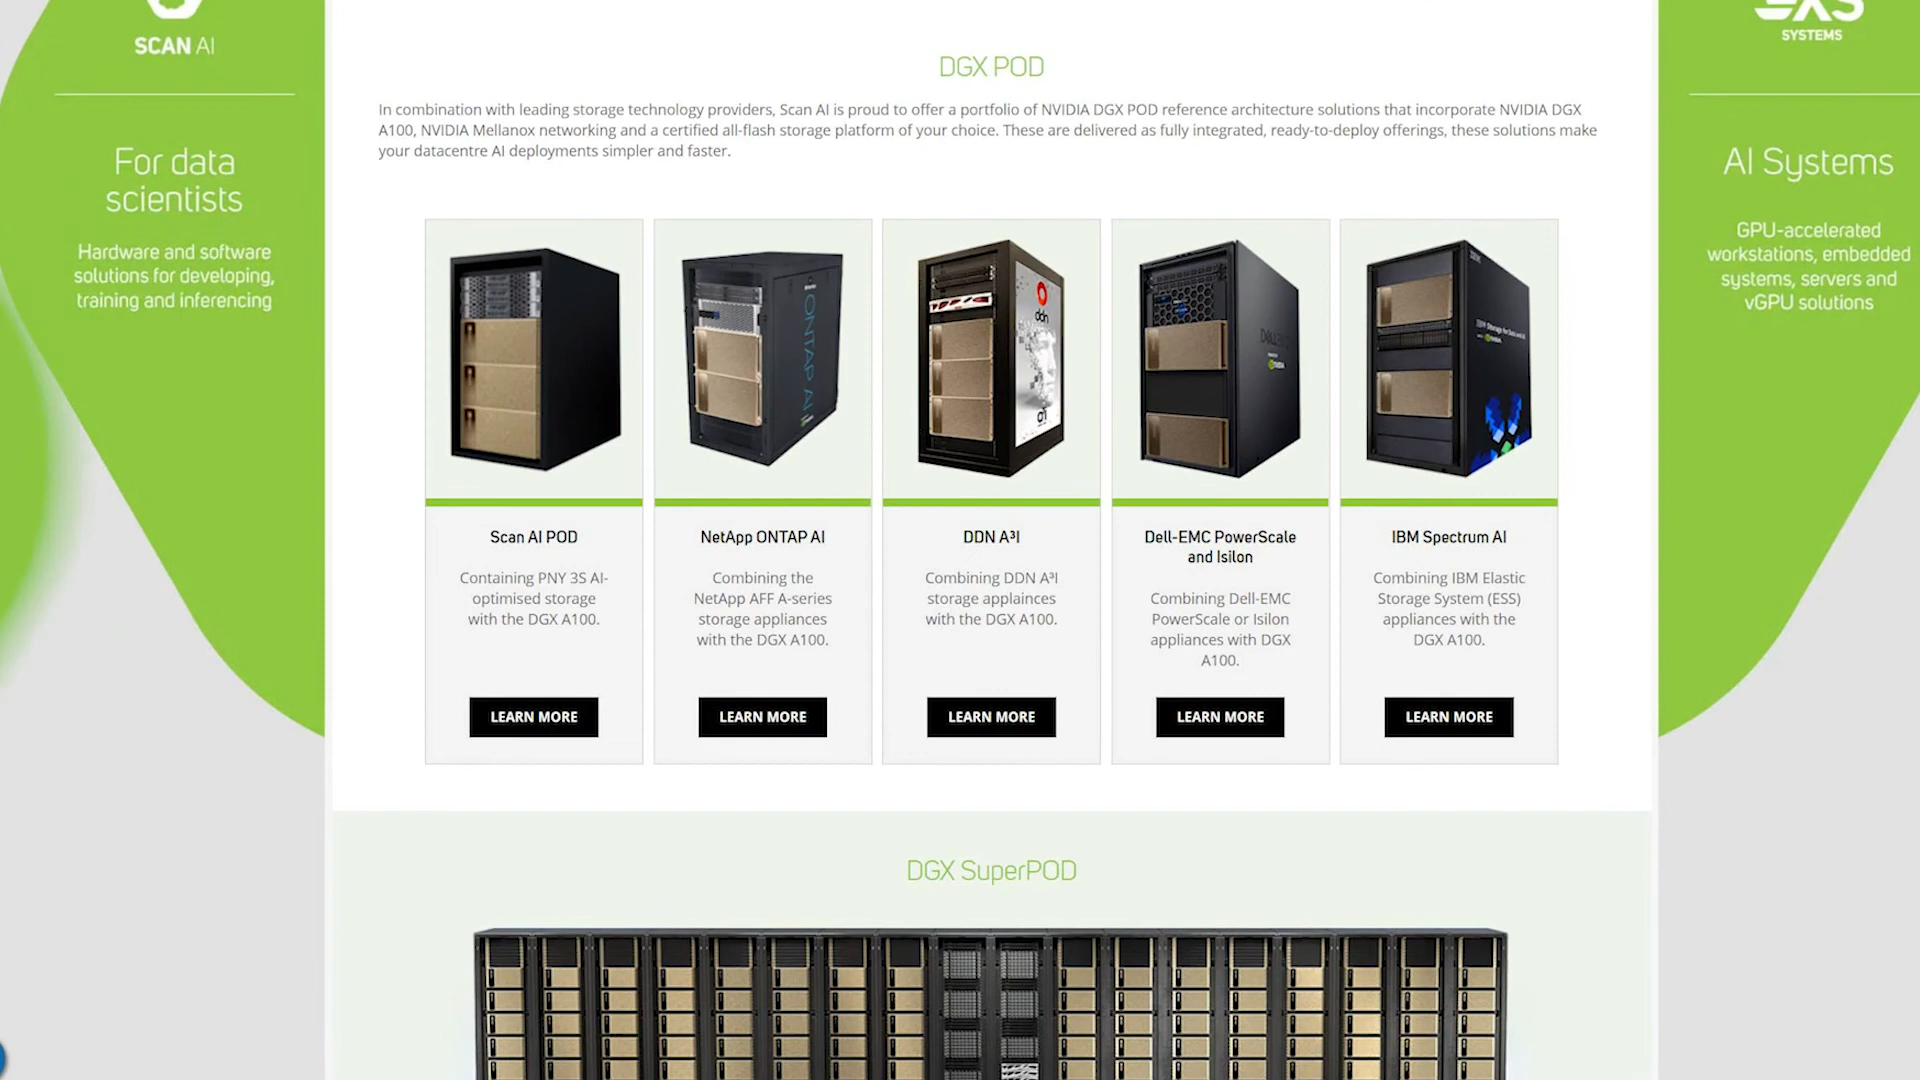 SCAN AI
For data
scientists
Hardware and software
solutions for developing,
training and inferencing
DGX POD
In combination with leading storage technology providers, Scan AI is proud to offer a portfolio of NVIDIA DGX POD reference architecture solutions that incorporate NVIDIA DGX
A100, NVIDIA Mellanox networking and a certified all-flash storage platform of your choice. These are delivered as fully integrated, ready-to-deploy offerings, these solutions make
your datacentre AI deployments simpler and faster.
ONTAP AI
ddn
Scan AI POD
Containing PNY 3S AI-
optimised storage
with the DGX A100.
LEARN MORE
NetApp ONTAP AI
Combining the
NetApp AFF A-series
storage appliances
with the DGX A100.
LEARN MORE
DDN A³I
Combining DDN A³I
storage applainces
with the DGX A100.
LEARN MORE
Dell-EMC PowerScale
and Isilon
Combining Dell-EMC
PowerScale or Isilon
appliances with DGX
A100.
LEARN MORE
IBM Spectrum AI
Combining IBM Elastic
Storage System (ESS)
appliances with the
DGX A100.
LEARN MORE
DGX SuperPOD
SYSTEMS
AI Systems
GPU-accelerated
workstations, embedded
systems, servers and
vGPU solutions